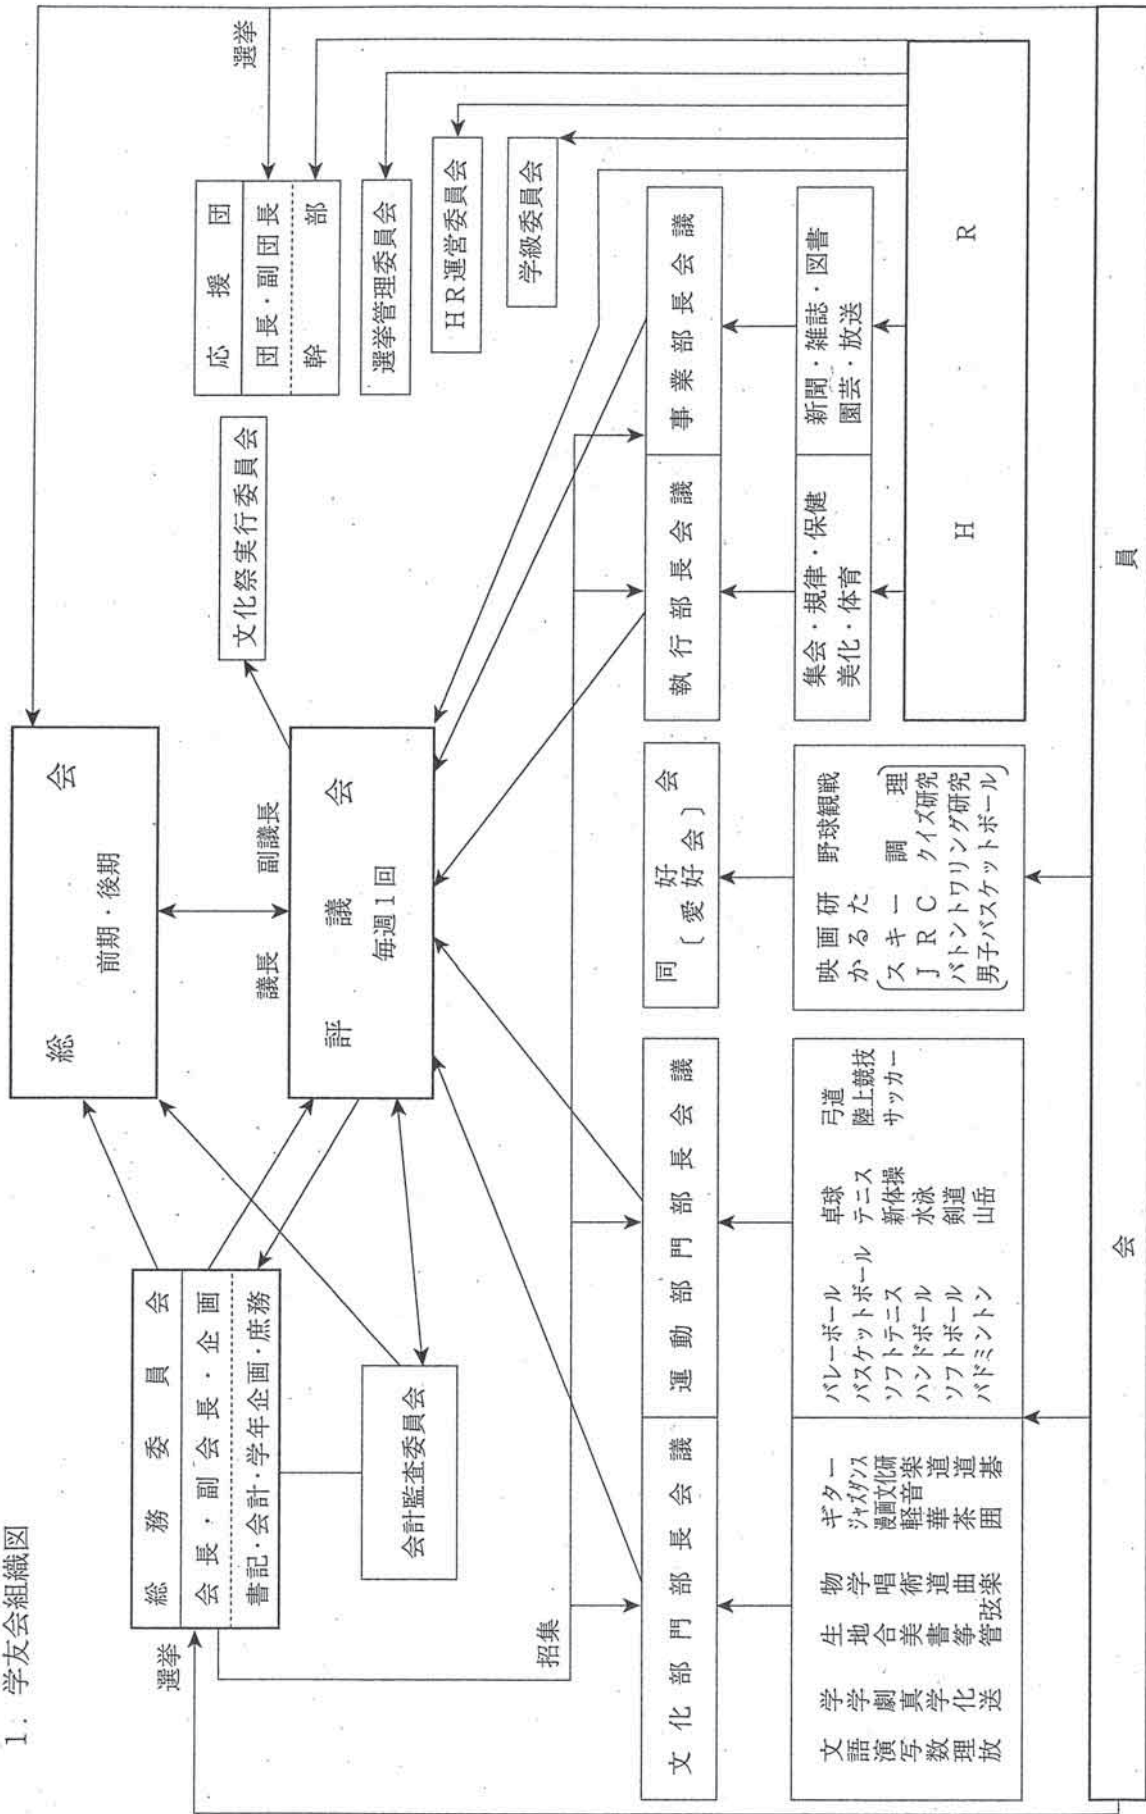 1. 学友会組織図
総会
前期・後期
選挙
総務委員会
会長・副会長・企画
書記・会計・学年企画・庶務
議長 副議長
評議会
毎週1回
文化祭実行委員会
選挙
応援団
団長・副団長
幹部
選挙管理委員会
HR運営委員会
学級委員会
会計監査委員会
招集
文化部門部長会議
運動部門部長会議
同好会
〔愛好会〕
執行部長会議
事業部長会議
文学 生物 ギター
語学 地学 ジャズダンス
演劇 合唱 漫画文化研
写真 美術 軽音楽
数学 書道 華道
理化 箏曲 茶道
放送 管弦楽 囲碁
バレーボール 卓球 弓道
バスケットボール テニス 陸上競技
ソフトテニス 新体操 サッカー
ハンドボール 水泳
ソフトボール 剣道
バドミントン 山岳
映画研 野球観戦
かるた
スキー 調理
JRC クイズ研究
バトントワリング研究
男子バスケットボール
集会・規律・保健
美化・体育
新聞・雑誌・図書
園芸・放送
HR
会員